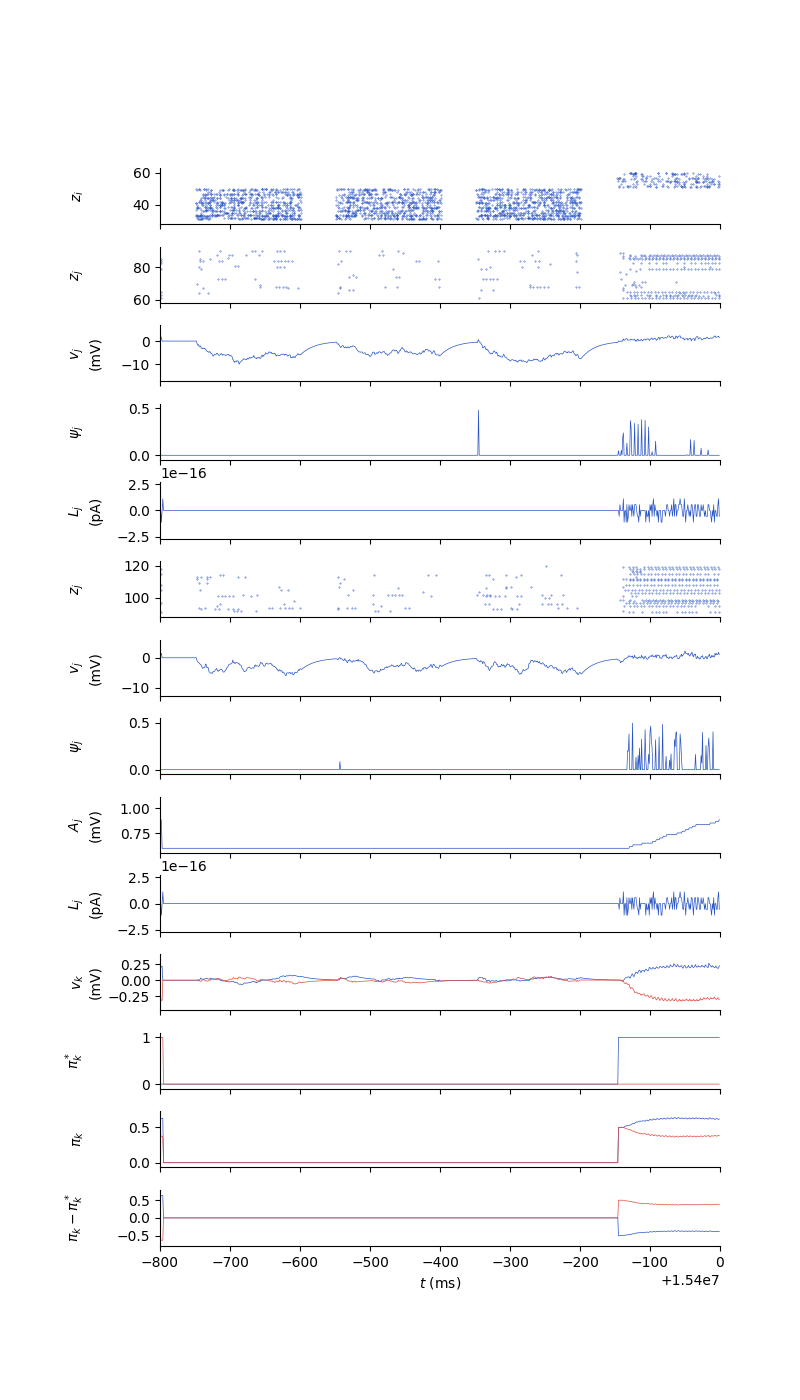 60
z_i
40
80
z_j
60
0
v_j
(mV)
−10
0.5
ψ_j
0.0
1e−16
2.5
L_j
(pA)
0.0
−2.5
120
z_j
100
0
v_j
(mV)
−10
0.5
ψ_j
0.0
1.00
A_j
(mV)
0.75
1e−16
2.5
L_j
(pA)
0.0
−2.5
0.25
v_k
(mV)
0.00
−0.25
1
π_k^*
0
0.5
π_k
0.0
0.5
π_k − π_k^*
0.0
−0.5
−800 −700 −600 −500 −400 −300 −200 −100 0
t (ms)
+1.54e7